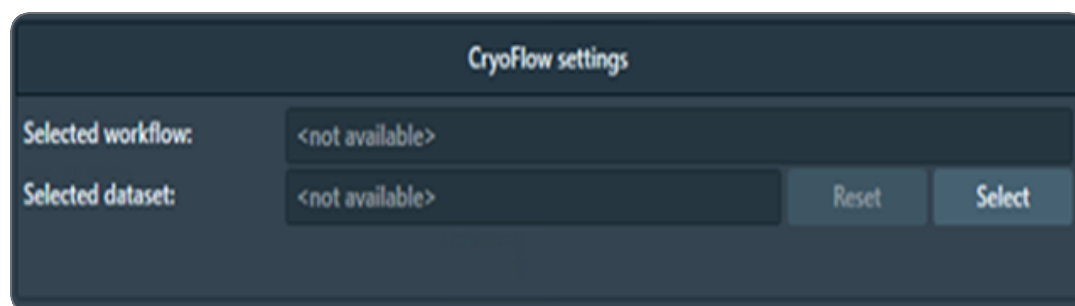 CryoFlow settings
Selected workflow: <not available>
Selected dataset: <not available> Reset Select